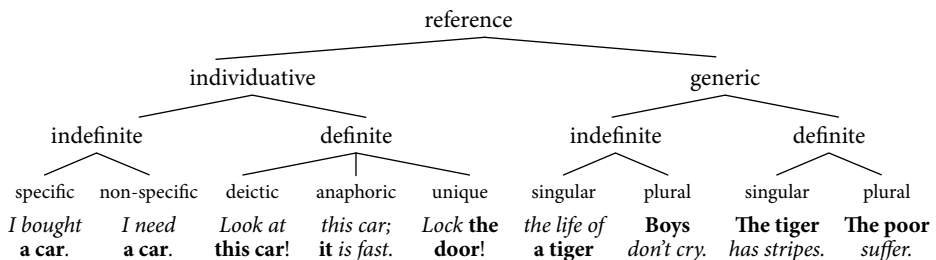 reference
individuative generic
indefinite definite indefinite definite
specific non-specific deictic anaphoric unique singular plural singular plural
I bought I need Look at this car; Lock the the life of Boys The tiger The poor
a car. a car. this car! it is fast. door! a tiger don't cry. has stripes. suffer.